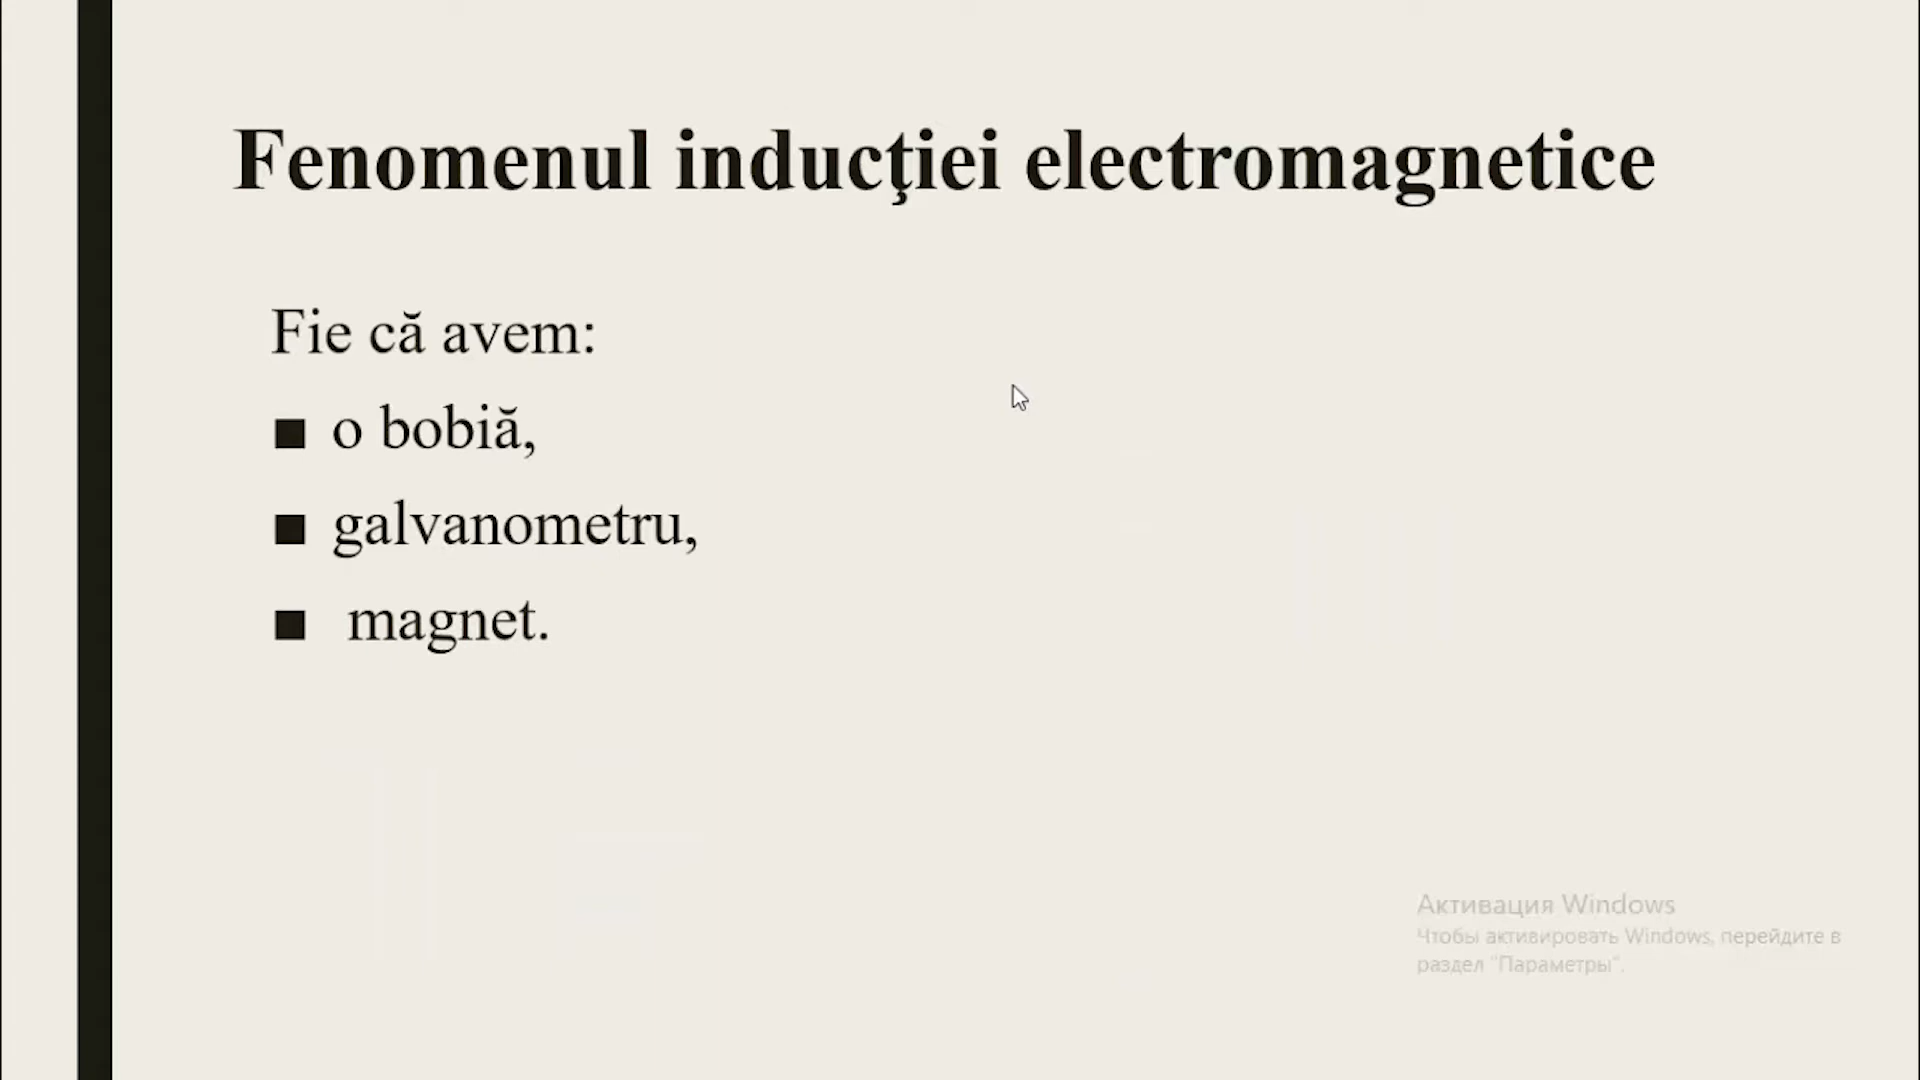 Fenomenul inducţiei electromagnetice
Fie că avem:
■ o bobiă,
■ galvanometru,
■ magnet.
Активация Windows
Чтобы активировать Windows, перейдите в
раздел "Параметры".